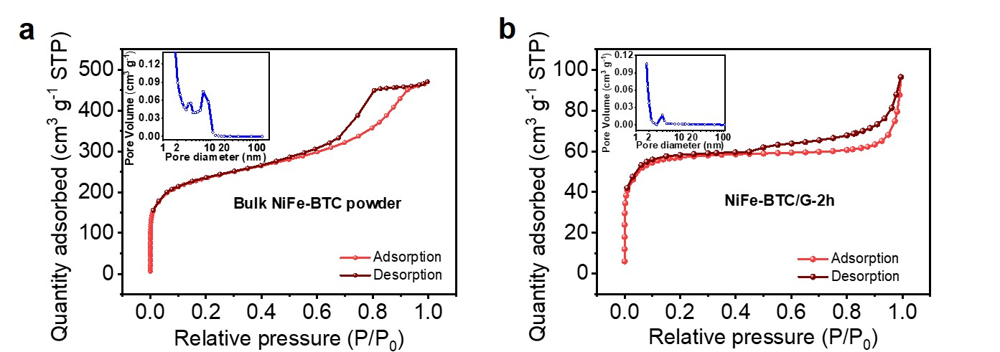 a
Quantity adsorbed (cm³ g⁻¹ STP)
500
400
300
200
100
0
0.0 0.2 0.4 0.6 0.8 1.0
Relative pressure (P/P₀)
Pore Volume (cm³ g⁻¹)
0.12
0.09
0.06
0.03
0.00
1 2 10 20 100
Pore diameter (nm)
Bulk NiFe-BTC powder
Adsorption
Desorption
b
Quantity adsorbed (cm³ g⁻¹ STP)
100
80
60
40
20
0
0.0 0.2 0.4 0.6 0.8 1.0
Relative pressure (P/P₀)
Pore Volume (cm³ g⁻¹)
0.12
0.09
0.06
0.03
0.00
1 2 10 20 100
Pore diameter (nm)
NiFe-BTC/G-2h
Adsorption
Desorption